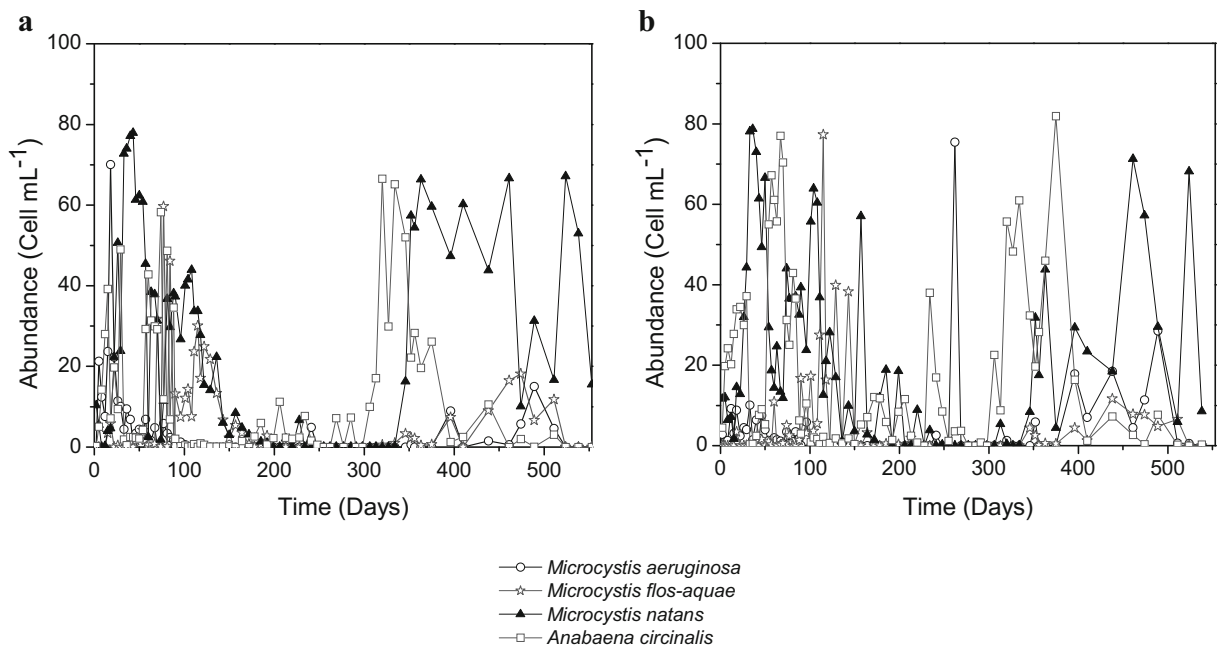 a
100
80
60
40
20
0
Abundance (Cell mL⁻¹)
0 100 200 300 400 500
Time (Days)
b
100
80
60
40
20
0
Abundance (Cell mL⁻¹)
0 100 200 300 400 500
Time (Days)
Microcystis aeruginosa
Microcystis flos-aquae
Microcystis natans
Anabaena circinalis